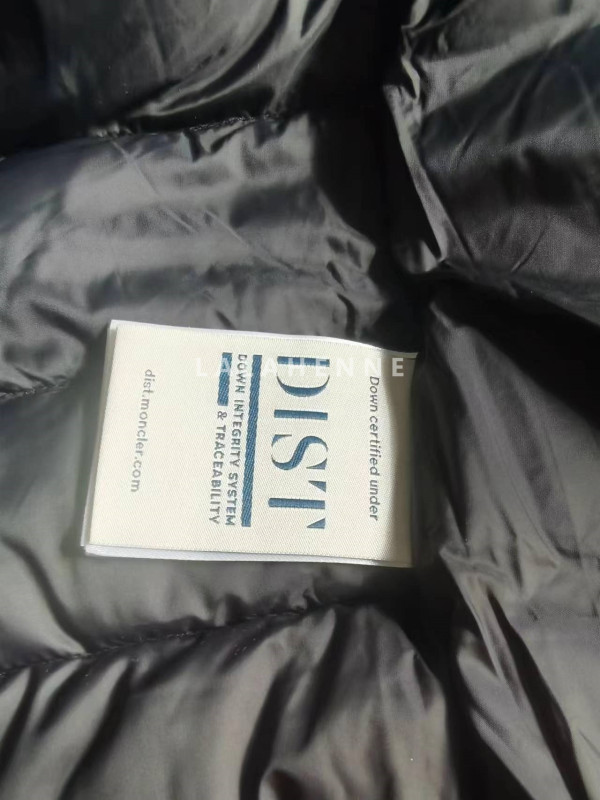 Down certified under
DIST
DOWN INTEGRITY SYSTEM
& TRACEABILITY
dist.moncler.com